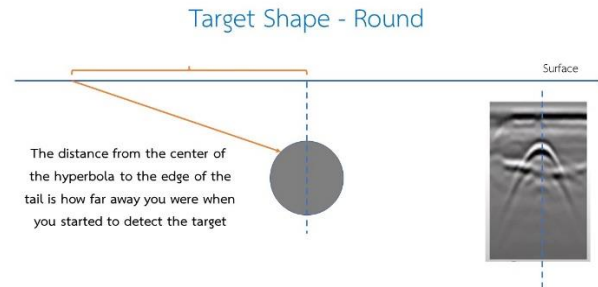 Target Shape - Round
Surface
The distance from the center of
the hyperbola to the edge of the
tail is how far away you were when
you started to detect the target